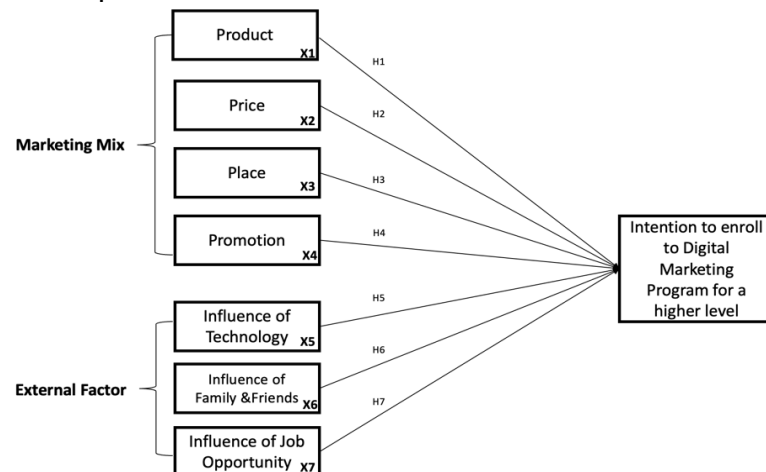 Product
X1
H1
Price
X2
H2
Marketing Mix
Place
X3
H3
Promotion
X4
H4
Intention to enroll
to Digital
Marketing
Program for a
higher level
Influence of
Technology
X5
H5
External Factor
Influence of
Family &Friends
X6
H6
Influence of Job
Opportunity
X7
H7